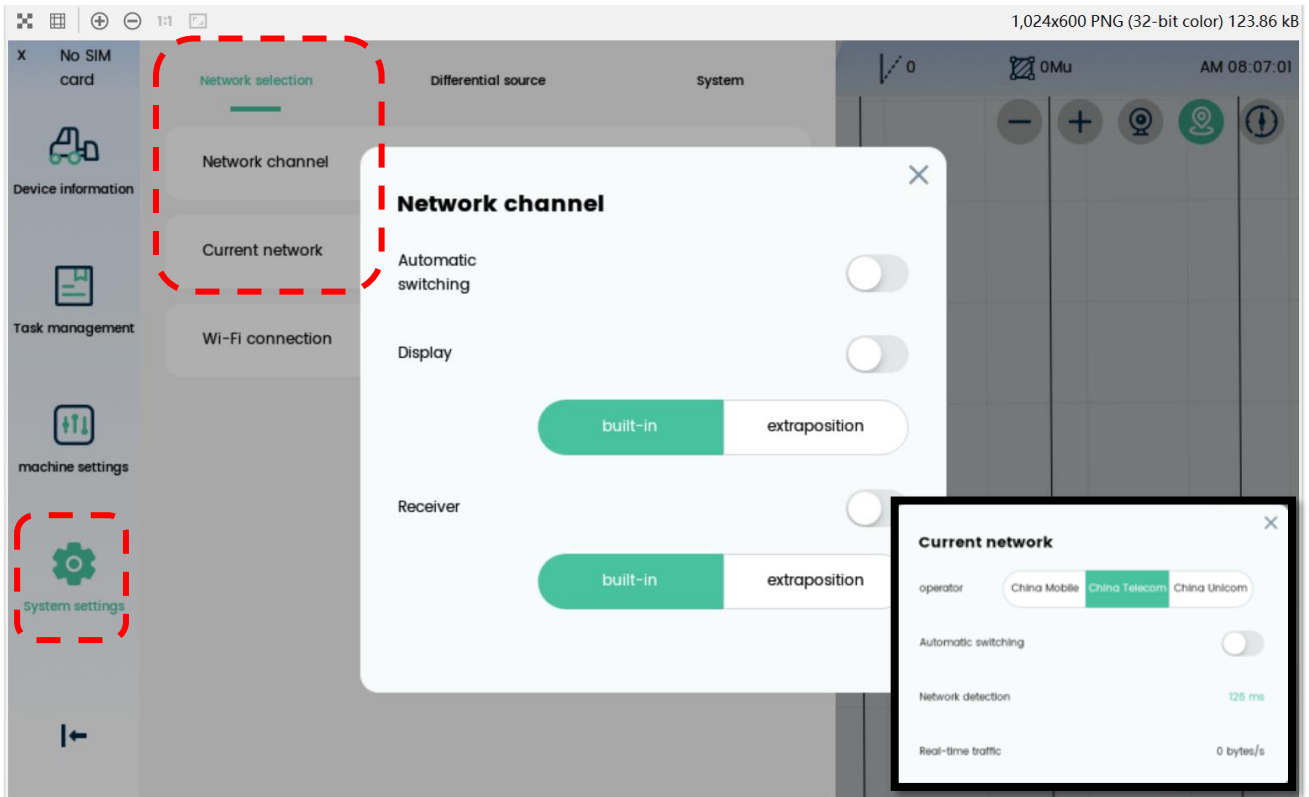 1:1
1,024x600 PNG (32-bit color) 123.86 kB
x No SIM
card
Network selection
Differential source
System
0
0Mu
AM 08:07:01
Device information
Task management
machine settings
System settings
Network channel
Current network
Wi-Fi connection
Network channel
Automatic
switching
Display
built-in
extraposition
Receiver
built-in
extraposition
Current network
operator
China Mobile
China Telecom
China Unicom
Automatic switching
Network detection
126 ms
Real-time traffic
0 bytes/s